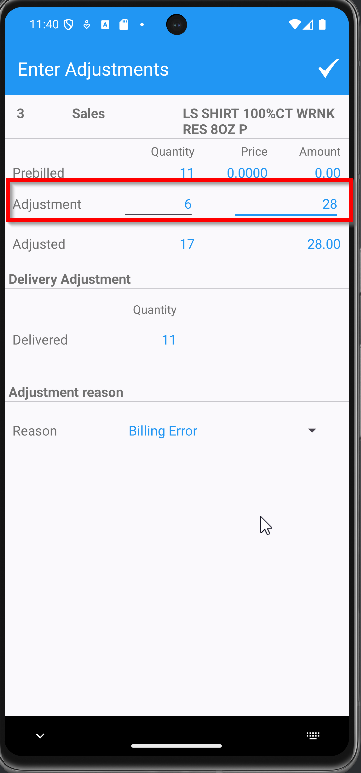 11:40
Enter Adjustments
3 Sales LS SHIRT 100%CT WRNK
RES 8OZ P
Quantity Price Amount
Prebilled 11 0.0000 0.00
Adjustment 6 28
Adjusted 17 28.00
Delivery Adjustment
Quantity
Delivered 11
Adjustment reason
Reason Billing Error